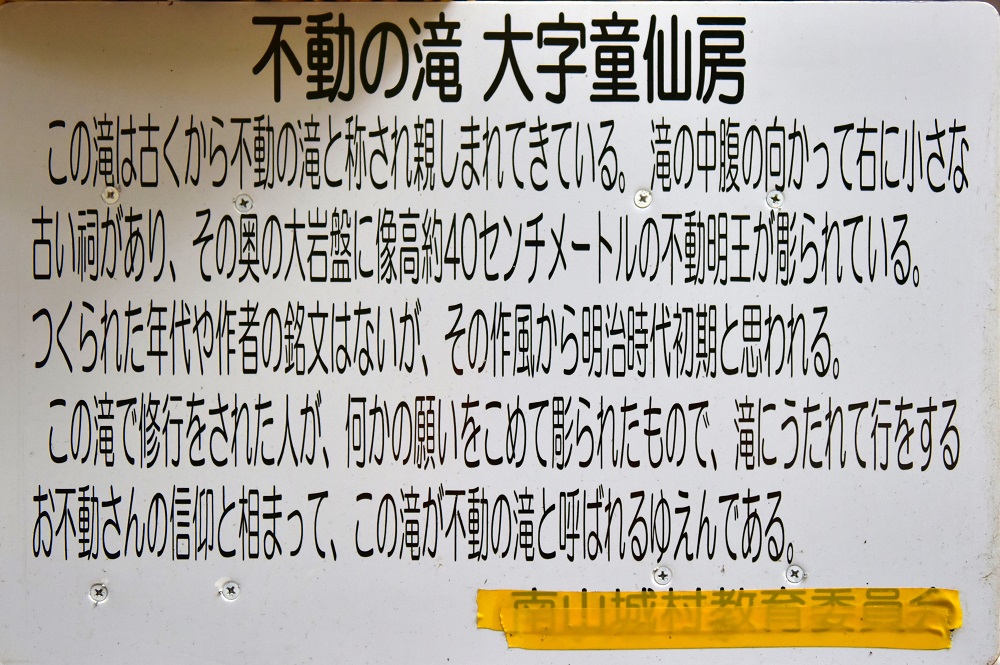 不動の滝 大字童仙房
この滝は古くから不動の滝と称され親しまれてきている。 滝の中腹の向かって右に小さな
古い祠があり、その奥の大岩盤に像高約40センチメートルの不動明王が彫られている。
つくられた年代や作者の銘文はないが、その作風から明治時代初期と思われる。
この滝で修行をされた人が、何かの願いをこめて彫られたもので、滝にうたれて行をする
お不動さんの信仰と相まって、この滝が不動の滝と呼ばれるゆえんである。
南山城村教育委員会